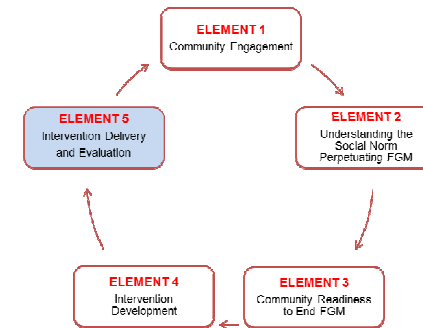 ELEMENT 1
Community Engagement
ELEMENT 2
Understanding the
Social Norm
Perpetuating FGM
ELEMENT 3
Community Readiness
to End FGM
ELEMENT 4
Intervention
Development
ELEMENT 5
Intervention Delivery
and Evaluation